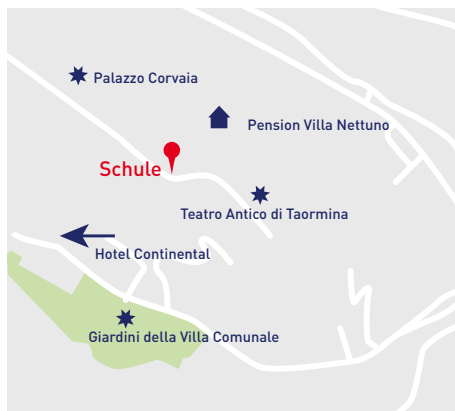 Palazzo Corvaia
Pension Villa Nettuno
Schule
Teatro Antico di Taormina
Hotel Continental
Giardini della Villa Comunale